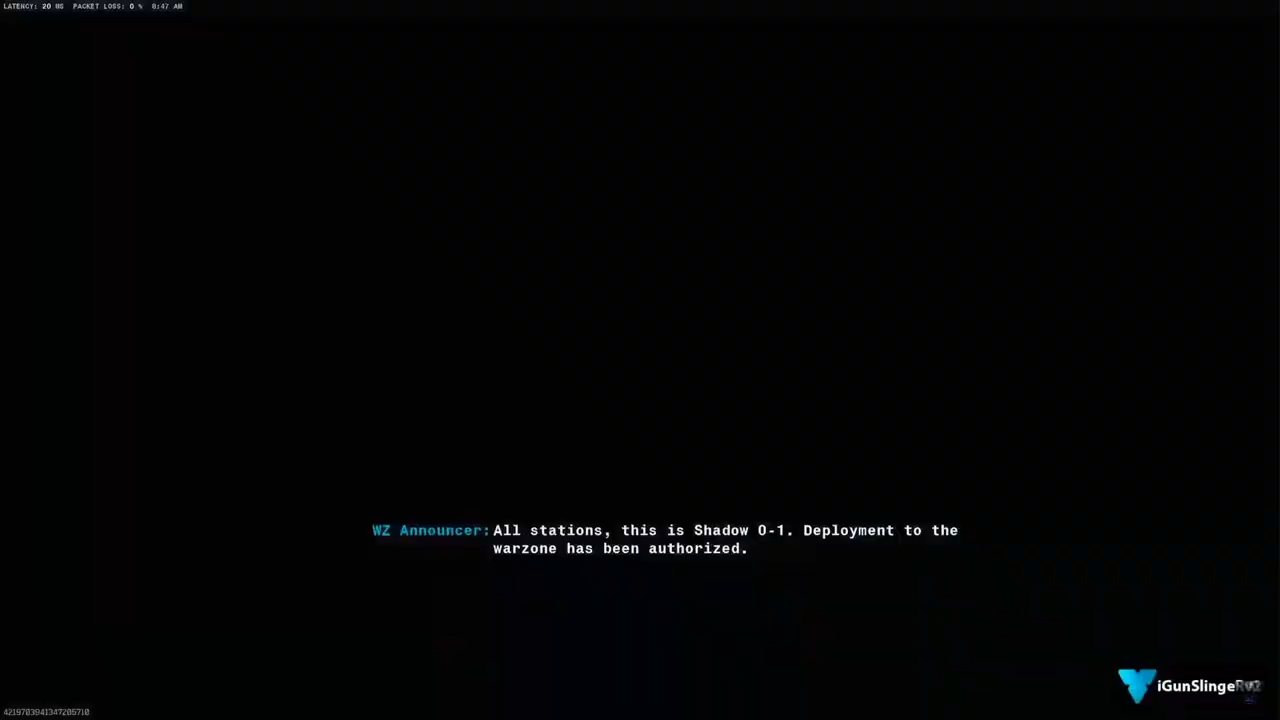 LATENCY: 20 MS PACKET LOSS: 0 % 8:47 AM
WZ Announcer: All stations, this is Shadow 0-1. Deployment to the
warzone has been authorized.
iGunSlinge